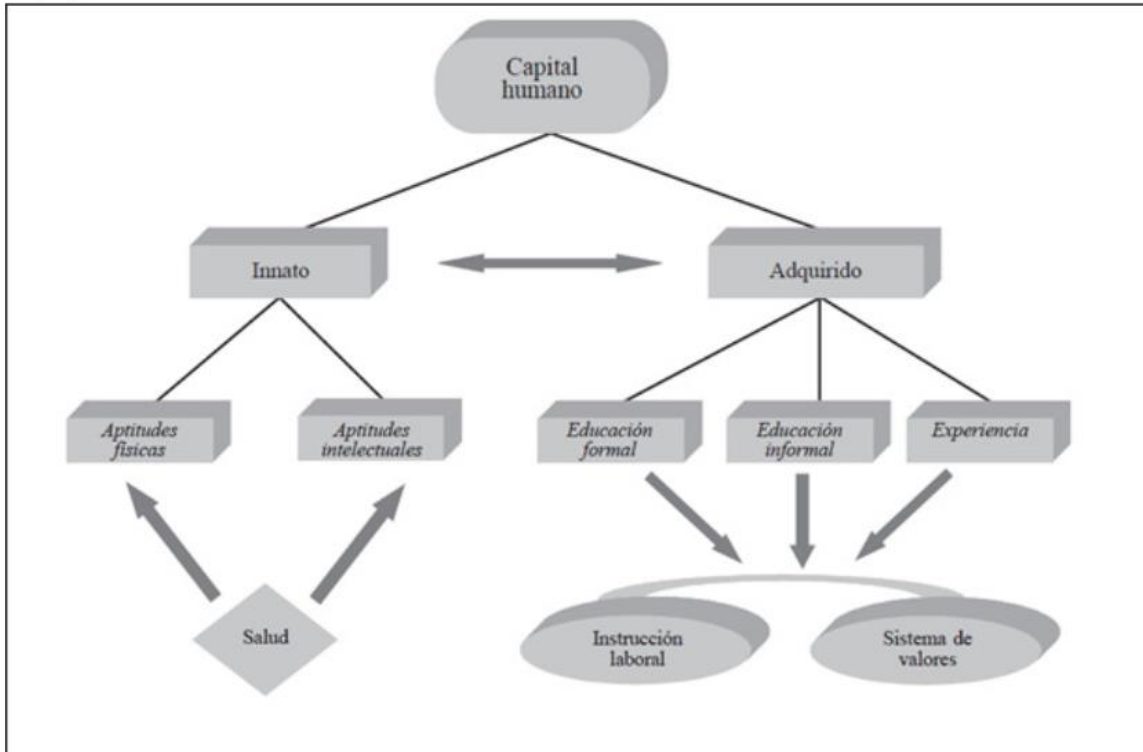 Capital
humano
Innato
Adquirido
Aptitudes
físicas
Aptitudes
intelectuales
Educación
formal
Educación
informal
Experiencia
Salud
Instrucción
laboral
Sistema de
valores